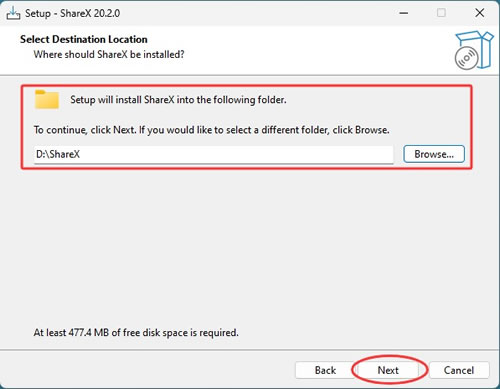 Setup - ShareX 20.2.0
Select Destination Location
Where should ShareX be installed?
Setup will install ShareX into the following folder.
To continue, click Next. If you would like to select a different folder, click Browse.
D:\ShareX
Browse...
At least 477.4 MB of free disk space is required.
Back Next Cancel